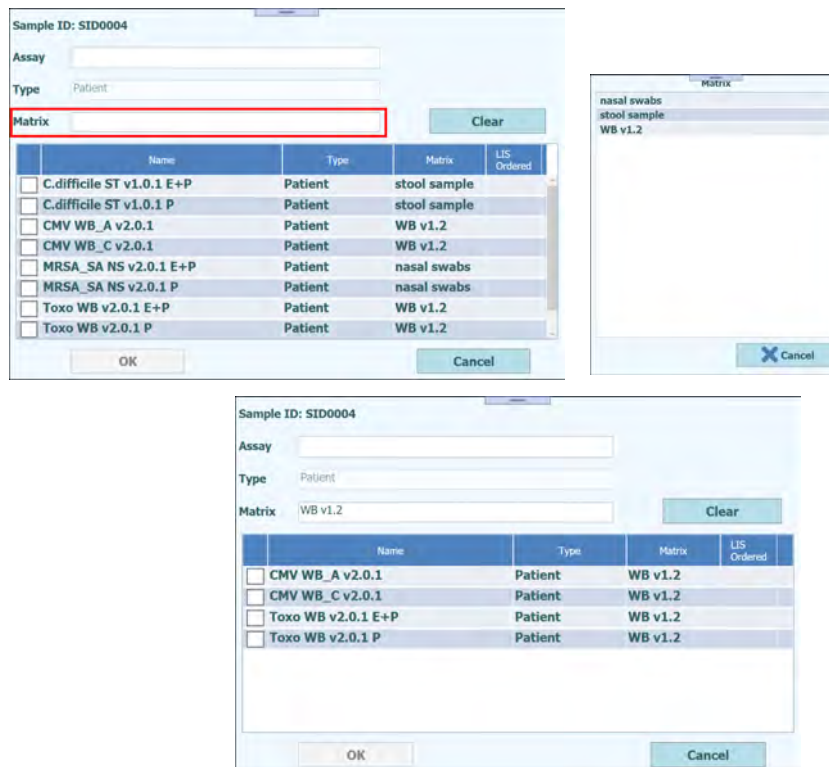 Sample ID: SID0004
Assay
Type Patient
Matrix
Clear
Name Type Matrix LIS Ordered
C.difficile ST v1.0.1 E+P Patient stool sample
C.difficile ST v1.0.1 P Patient stool sample
CMV WB_A v2.0.1 Patient WB v1.2
CMV WB_C v2.0.1 Patient WB v1.2
MRSA_SA NS v2.0.1 E+P Patient nasal swabs
MRSA_SA NS v2.0.1 P Patient nasal swabs
Toxo WB v2.0.1 E+P Patient WB v1.2
Toxo WB v2.0.1 P Patient WB v1.2
OK Cancel
Matrix
nasal swabs
stool sample
WB v1.2
Cancel
Sample ID: SID0004
Assay
Type Patient
Matrix WB v1.2
Clear
Name Type Matrix LIS Ordered
CMV WB_A v2.0.1 Patient WB v1.2
CMV WB_C v2.0.1 Patient WB v1.2
Toxo WB v2.0.1 E+P Patient WB v1.2
Toxo WB v2.0.1 P Patient WB v1.2
OK Cancel